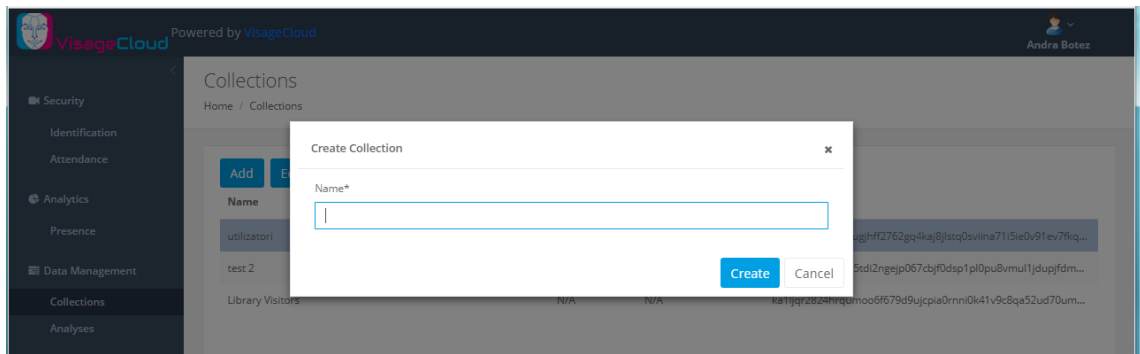 VisageCloud
Powered by VisageCloud
Andra Botez
Security
Identification
Attendance
Analytics
Presence
Data Management
Collections
Analyses
Collections
Home / Collections
Add
Name
utilizatori
test 2
Library Visitors N/A N/A
Create Collection
Name*
Create Cancel